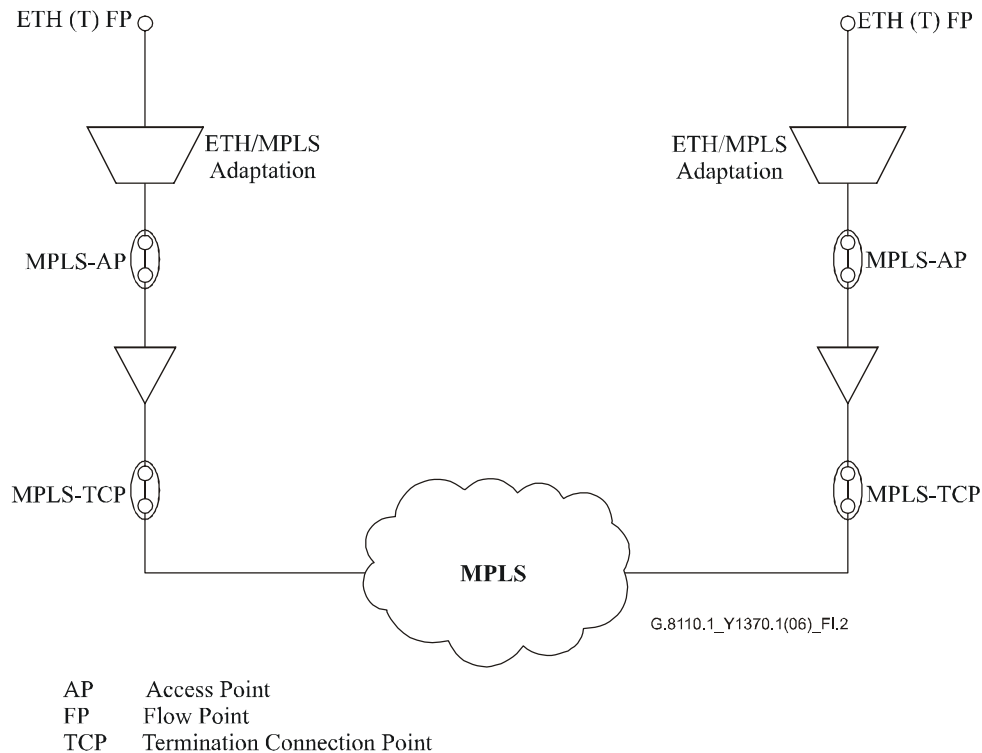 ETH (T) FP
ETH (T) FP
ETH/MPLS
Adaptation
ETH/MPLS
Adaptation
MPLS-AP
MPLS-AP
MPLS-TCP
MPLS-TCP
MPLS
G.8110.1_Y1370.1(06)_FI.2
AP Access Point
FP Flow Point
TCP Termination Connection Point